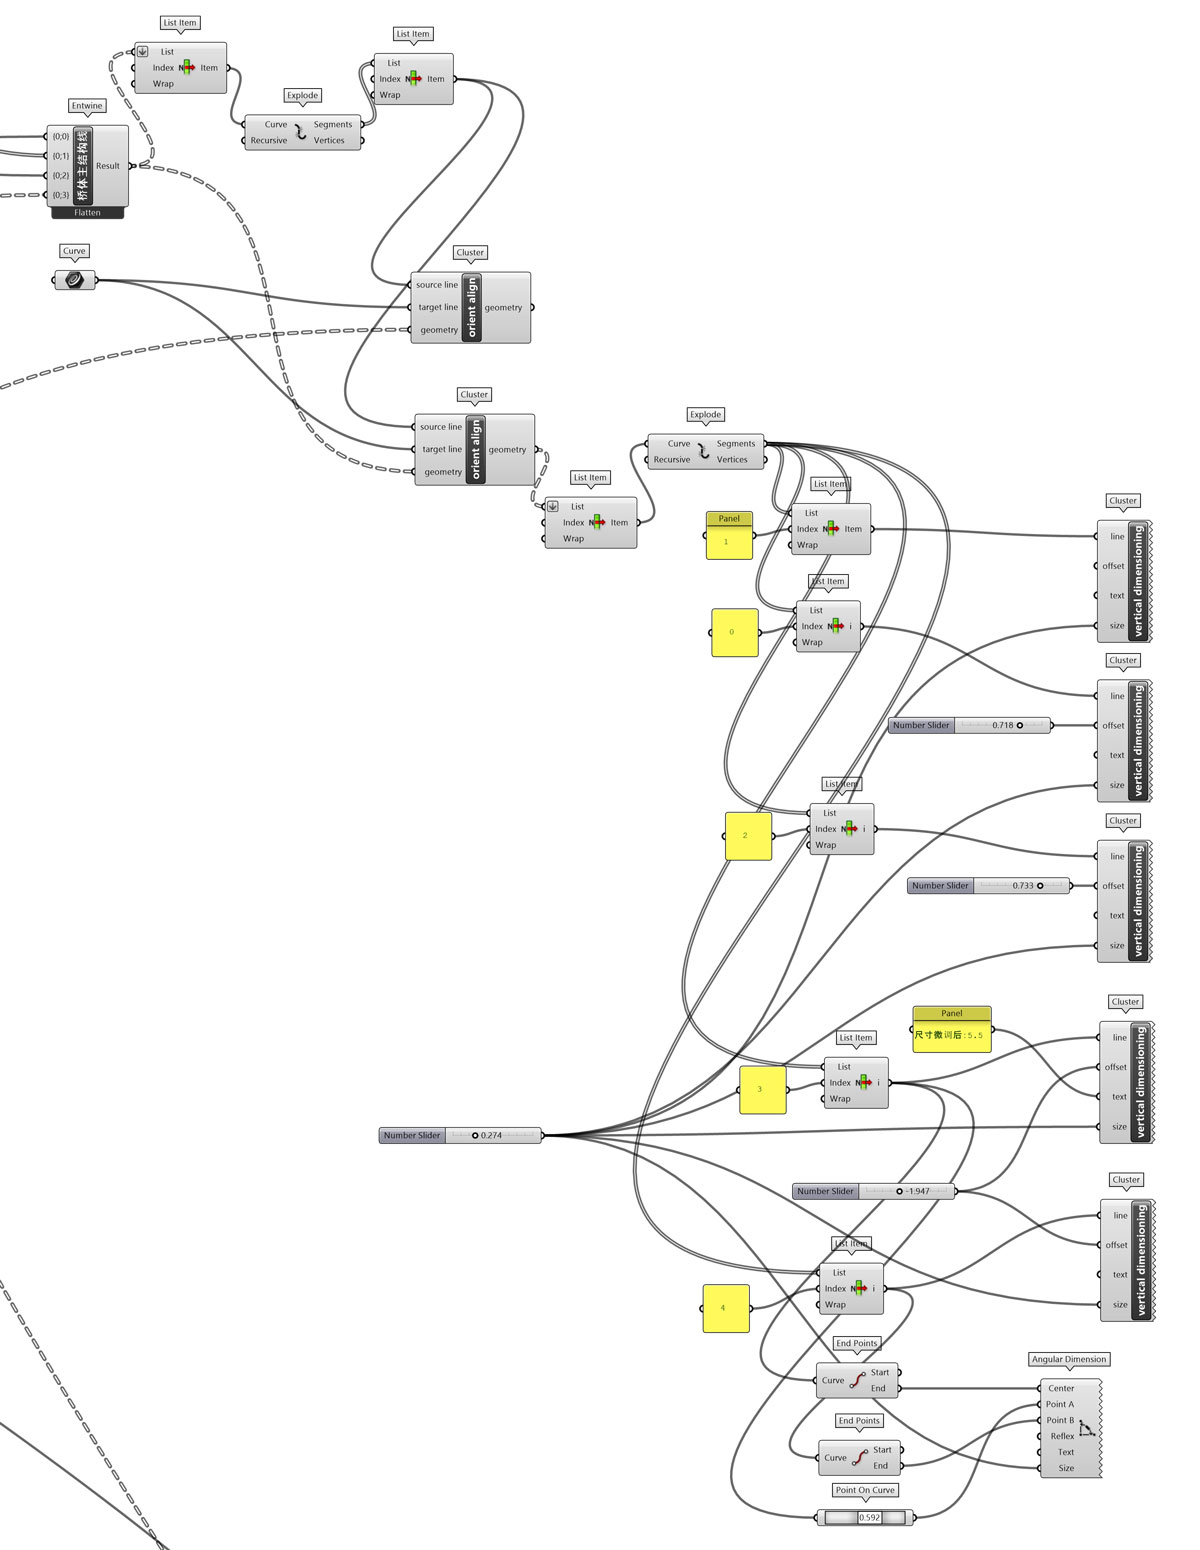 List Item
List
Index
N
Item
Wrap
List Item
List
Index
N
Item
Wrap
Explode
Curve
Segments
Recursive
Vertices
Entwine
{0;0}
{0;1}
{0;2}
{0;3}
桥体主结构线
Result
Flatten
Curve
Cluster
source line
target line
geometry
orient align
geometry
Cluster
source line
target line
geometry
orient align
geometry
List Item
List
Index
N
Item
Wrap
Explode
Curve
Segments
Recursive
Vertices
List Item
List
Index
N
Item
Wrap
Panel
1
Cluster
line
offset
text
size
vertical dimensioning
List Item
List
Index
N
i
Wrap
0
Cluster
line
offset
text
size
vertical dimensioning
Number Slider
0.718
List Item
List
Index
N
i
Wrap
2
Cluster
line
offset
text
size
vertical dimensioning
Number Slider
0.733
Cluster
line
offset
text
size
vertical dimensioning
Panel
尺寸微训后:5.5
List Item
List
Index
N
i
Wrap
3
Number Slider
0.274
Number Slider
-1.947
Cluster
line
offset
text
size
vertical dimensioning
List Item
List
Index
N
i
Wrap
4
End Points
Curve
Start
End
End Points
Curve
Start
End
Point On Curve
0.592
Angular Dimension
Center
Point A
Point B
Reflex
Text
Size